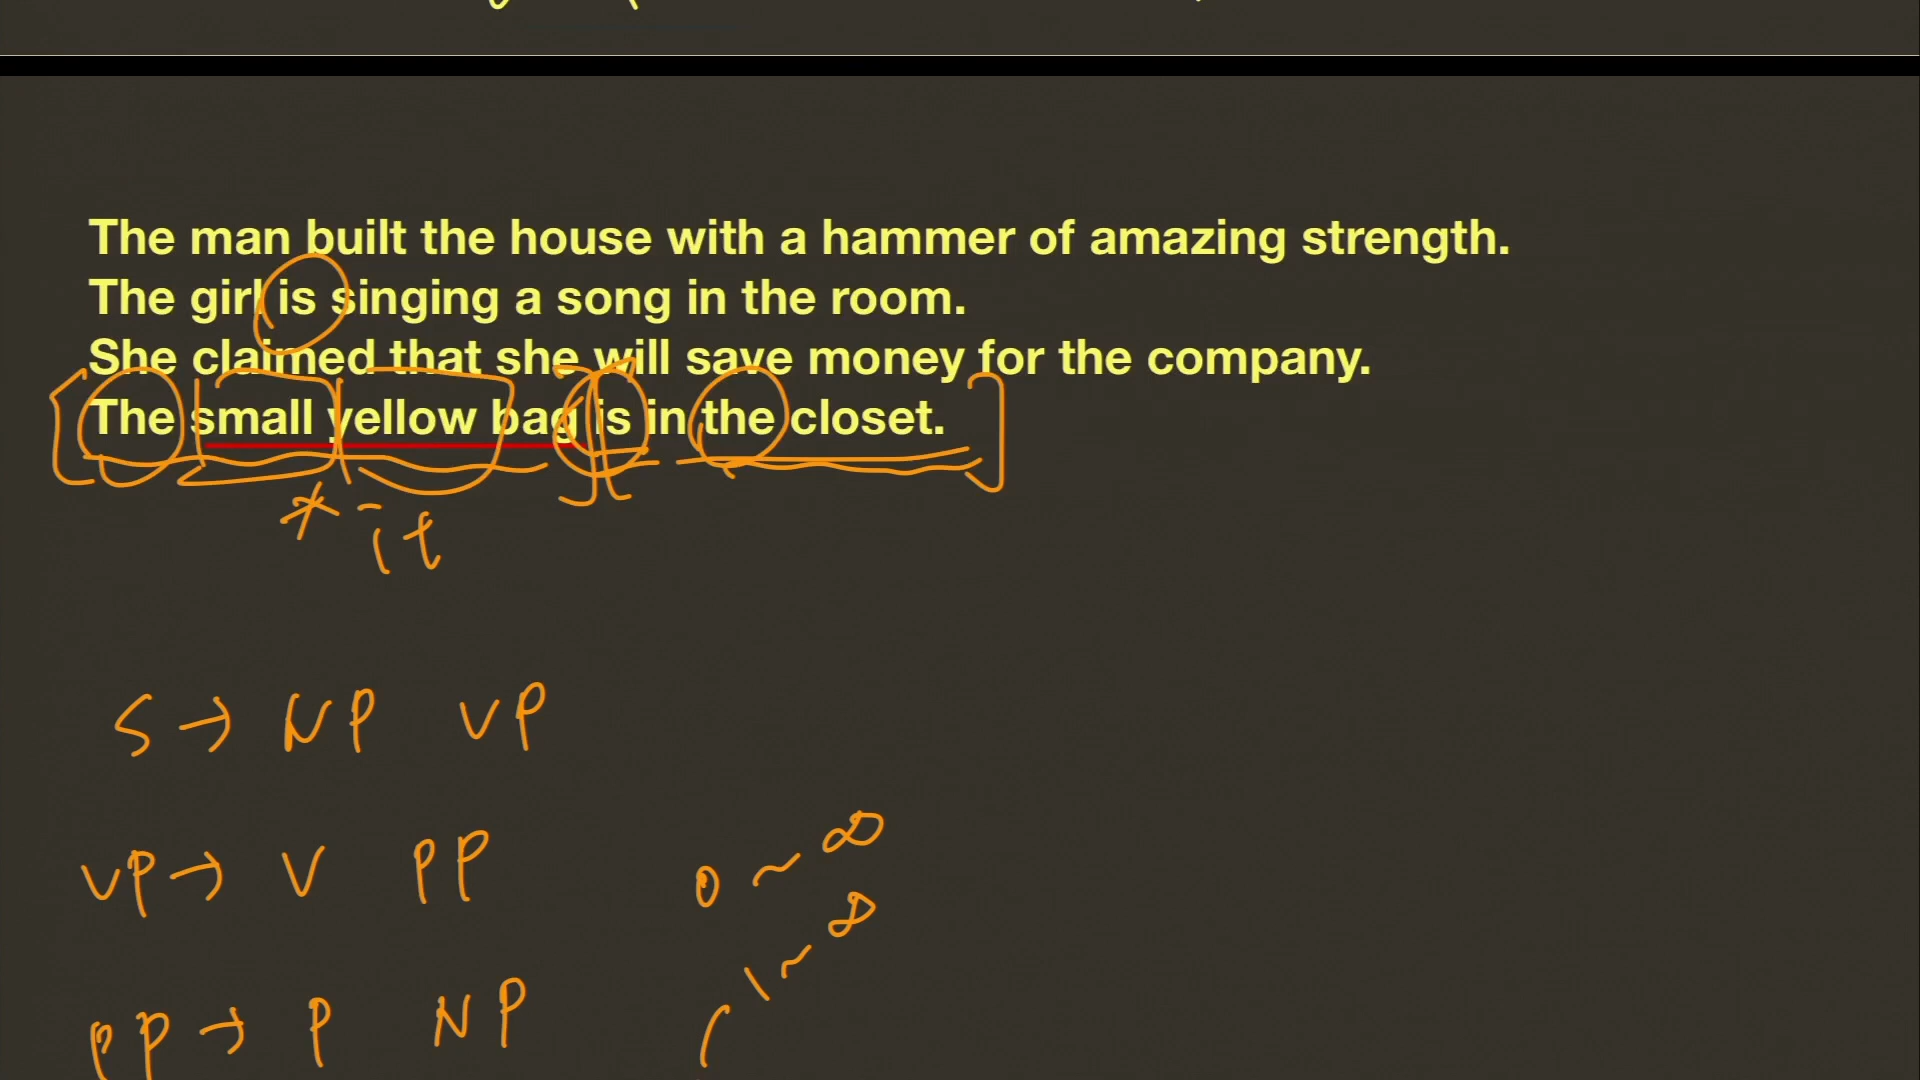 The man built the house with a hammer of amazing strength.
The girl is singing a song in the room.
She claimed that she will save money for the company.
The small yellow bag is in the closet.
* it
S → NP VP
VP → V PP
0 ~ ∞
1 ~ ∞
PP → P NP